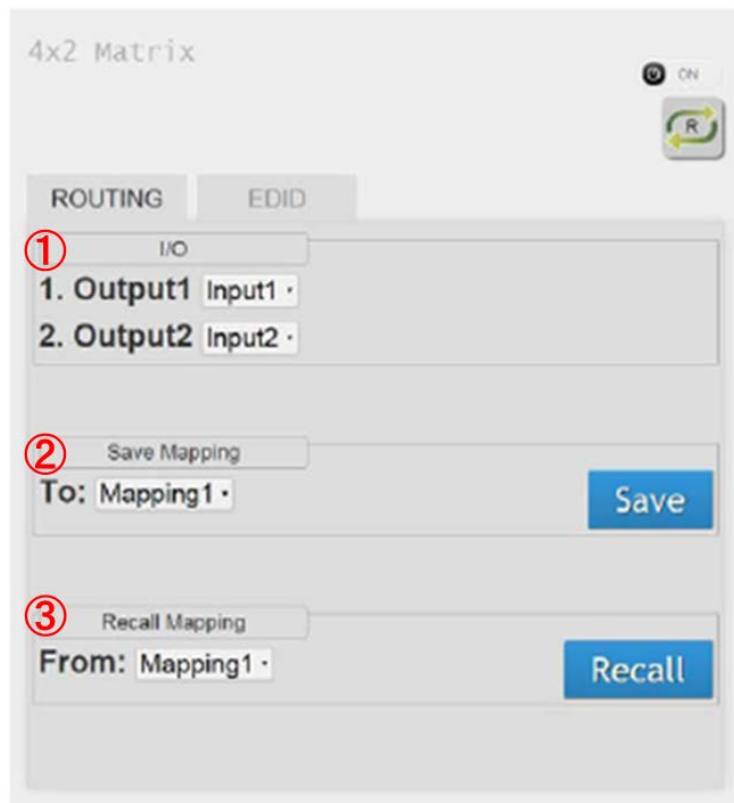 4x2 Matrix
ON
R
ROUTING EDID
① I/O
1. Output1 Input1
2. Output2 Input2
② Save Mapping
To: Mapping1
Save
③ Recall Mapping
From: Mapping1
Recall